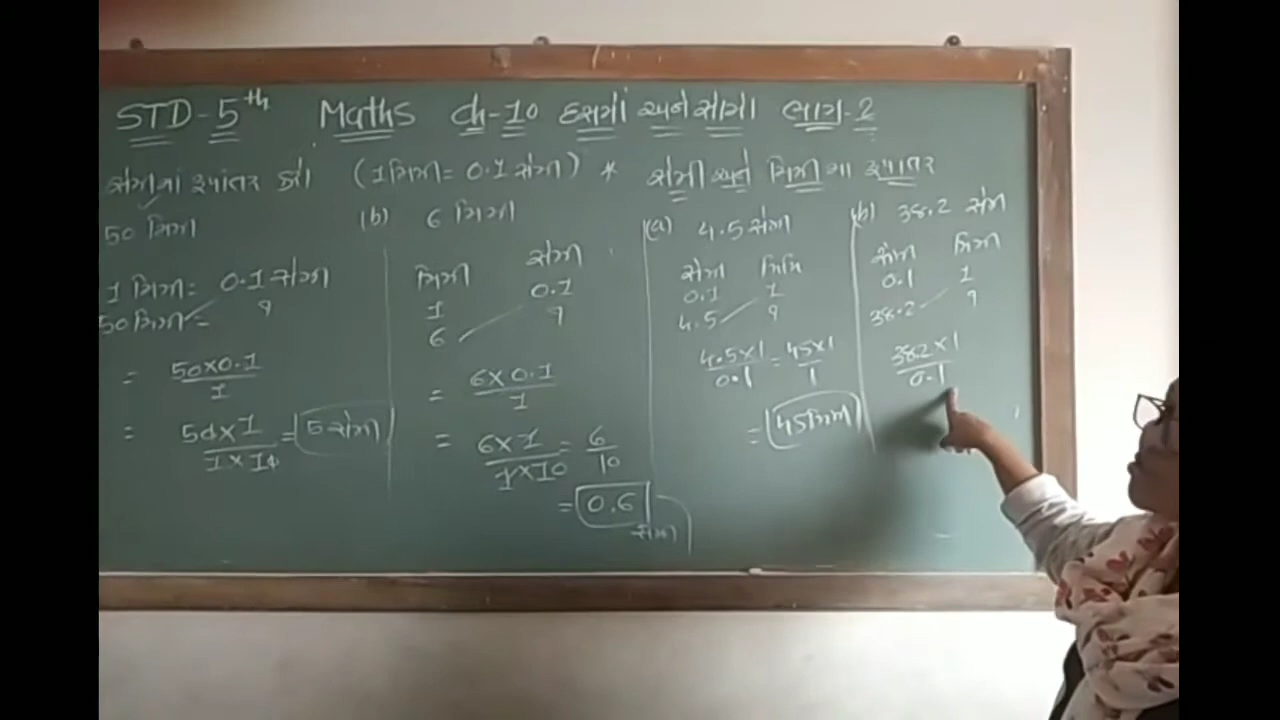 STD-5th Maths ch-10 દશાંશ અને ભાગ ભાગ-2
રૂપાંતર કરો (1 મિમી = 0.1 સેમી) * સેમી અને મિમી મા રૂપાંતર
50 મિમી
1 મિમી = 0.1 સેમી
50 મિમી = ?
= 50×0.1 / 1
= 50×1 / 1×10 = 5 સેમી
(b) 6 મિમી
મિમી સેમી
1 0.1
6 ?
= 6×0.1 / 1
= 6×1 / 1×10 = 6 / 10
= 0.6 સેમી
(a) 4.5 સેમી
સેમી મિમિ
0.1 1
4.5 ?
4.5×1 / 0.1 = 45×1 / 1
= 45 મિમી
(b) 38.2 સેમી
સેમી મિમી
0.1 1
38.2 ?
38.2×1 / 0.1